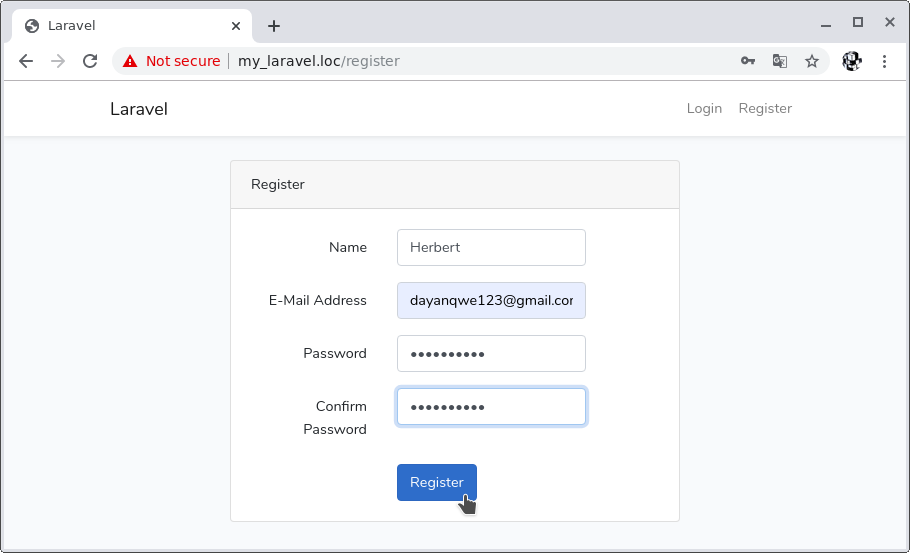 Laravel
Not secure my_laravel.loc/register
Laravel Login Register
Register
Name Herbert
E-Mail Address dayanqwe123@gmail.com
Password ••••••••••
Confirm Password ••••••••••
Register